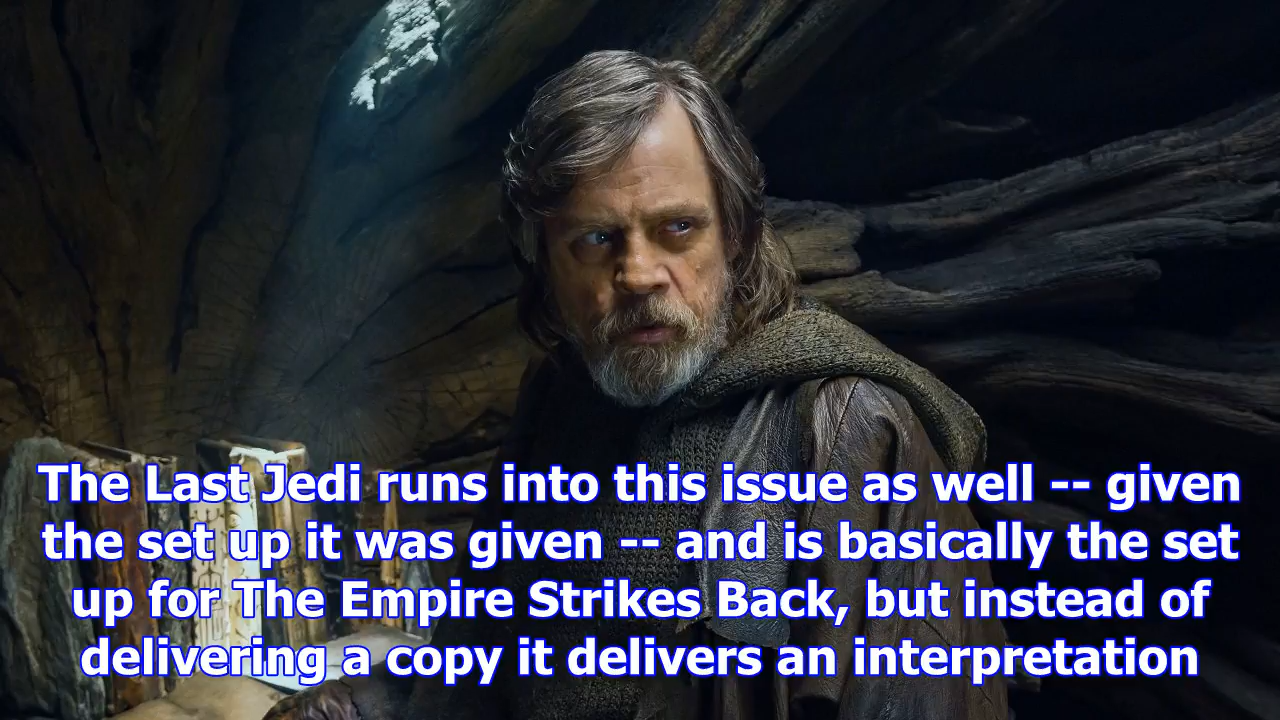 The Last Jedi runs into this issue as well -- given
the set up it was given -- and is basically the set
up for The Empire Strikes Back, but instead of
delivering a copy it delivers an interpretation